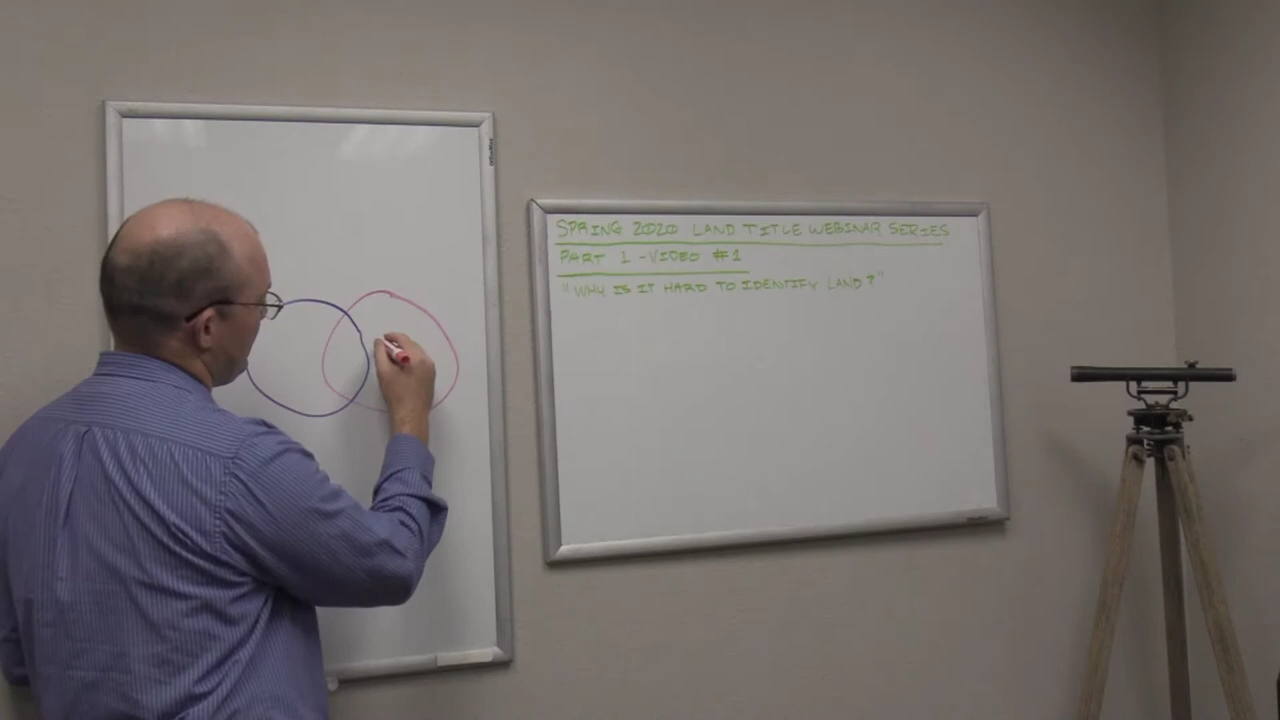 SPRING 2020 LAND TITLE WEBINAR SERIES
PART 1 - VIDEO #1
"WHY IS IT HARD TO IDENTIFY LAND?"